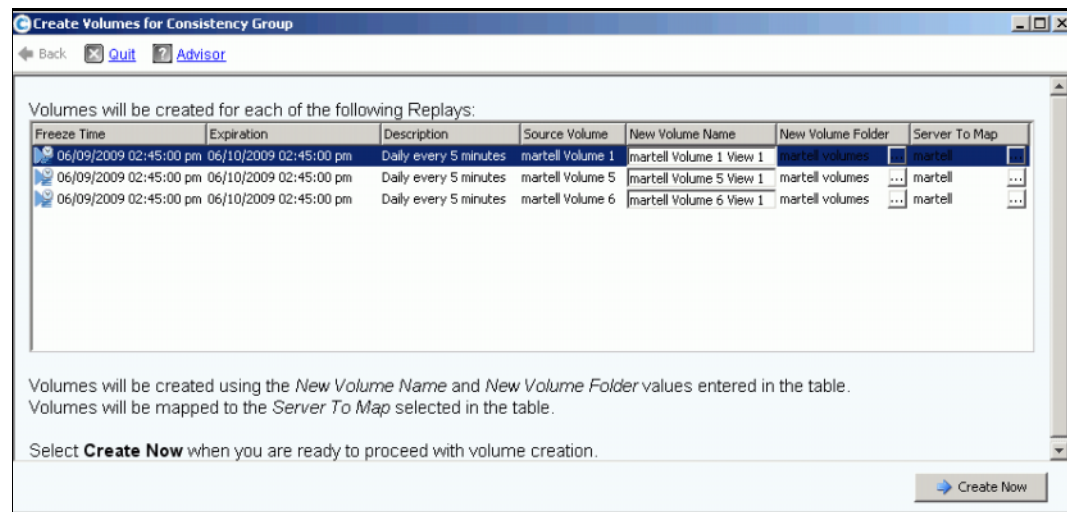 Create Volumes for Consistency Group
Back Quit ? Advisor
Volumes will be created for each of the following Replays:
Freeze Time Expiration Description Source Volume New Volume Name New Volume Folder Server To Map
06/09/2009 02:45:00 pm 06/10/2009 02:45:00 pm Daily every 5 minutes martell Volume 1 martell Volume 1 View 1 martell volumes ... martell ...
06/09/2009 02:45:00 pm 06/10/2009 02:45:00 pm Daily every 5 minutes martell Volume 5 martell Volume 5 View 1 martell volumes ... martell ...
06/09/2009 02:45:00 pm 06/10/2009 02:45:00 pm Daily every 5 minutes martell Volume 6 martell Volume 6 View 1 martell volumes ... martell ...
Volumes will be created using the New Volume Name and New Volume Folder values entered in the table.
Volumes will be mapped to the Server To Map selected in the table.
Select Create Now when you are ready to proceed with volume creation.
Create Now